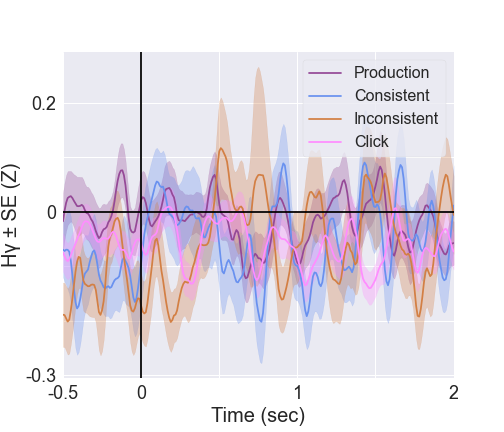 Production
Consistent
Inconsistent
Click
0.2
0
-0.3
Hγ ± SE (Z)
-0.5
0
1
2
Time (sec)